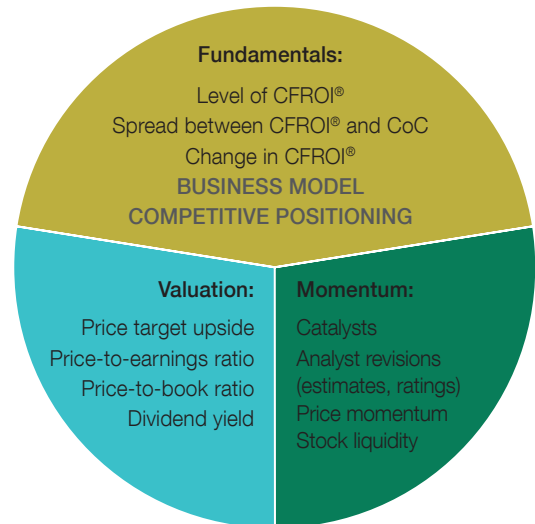 Fundamentals:
Level of CFROI®
Spread between CFROI® and CoC
Change in CFROI®
BUSINESS MODEL
COMPETITIVE POSITIONING
Valuation:
Price target upside
Price-to-earnings ratio
Price-to-book ratio
Dividend yield
Momentum:
Catalysts
Analyst revisions
(estimates, ratings)
Price momentum
Stock liquidity